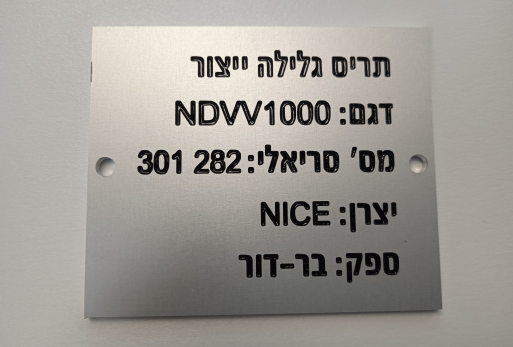 תריס גלילה ייצור
דגם: NDVV1000
מס׳ סריאלי: 282 301
יצרן: NICE
ספק: בר-דור